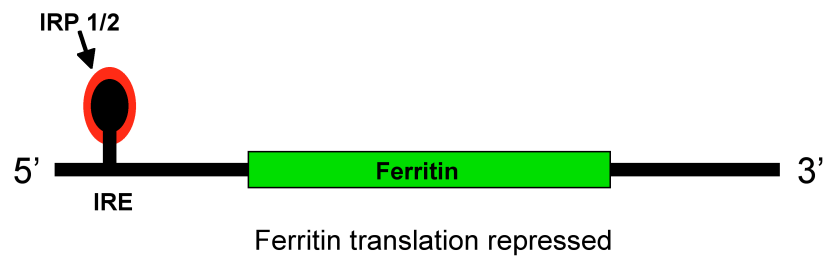 IRP 1/2
5’
Ferritin
3’
IRE
Ferritin translation repressed